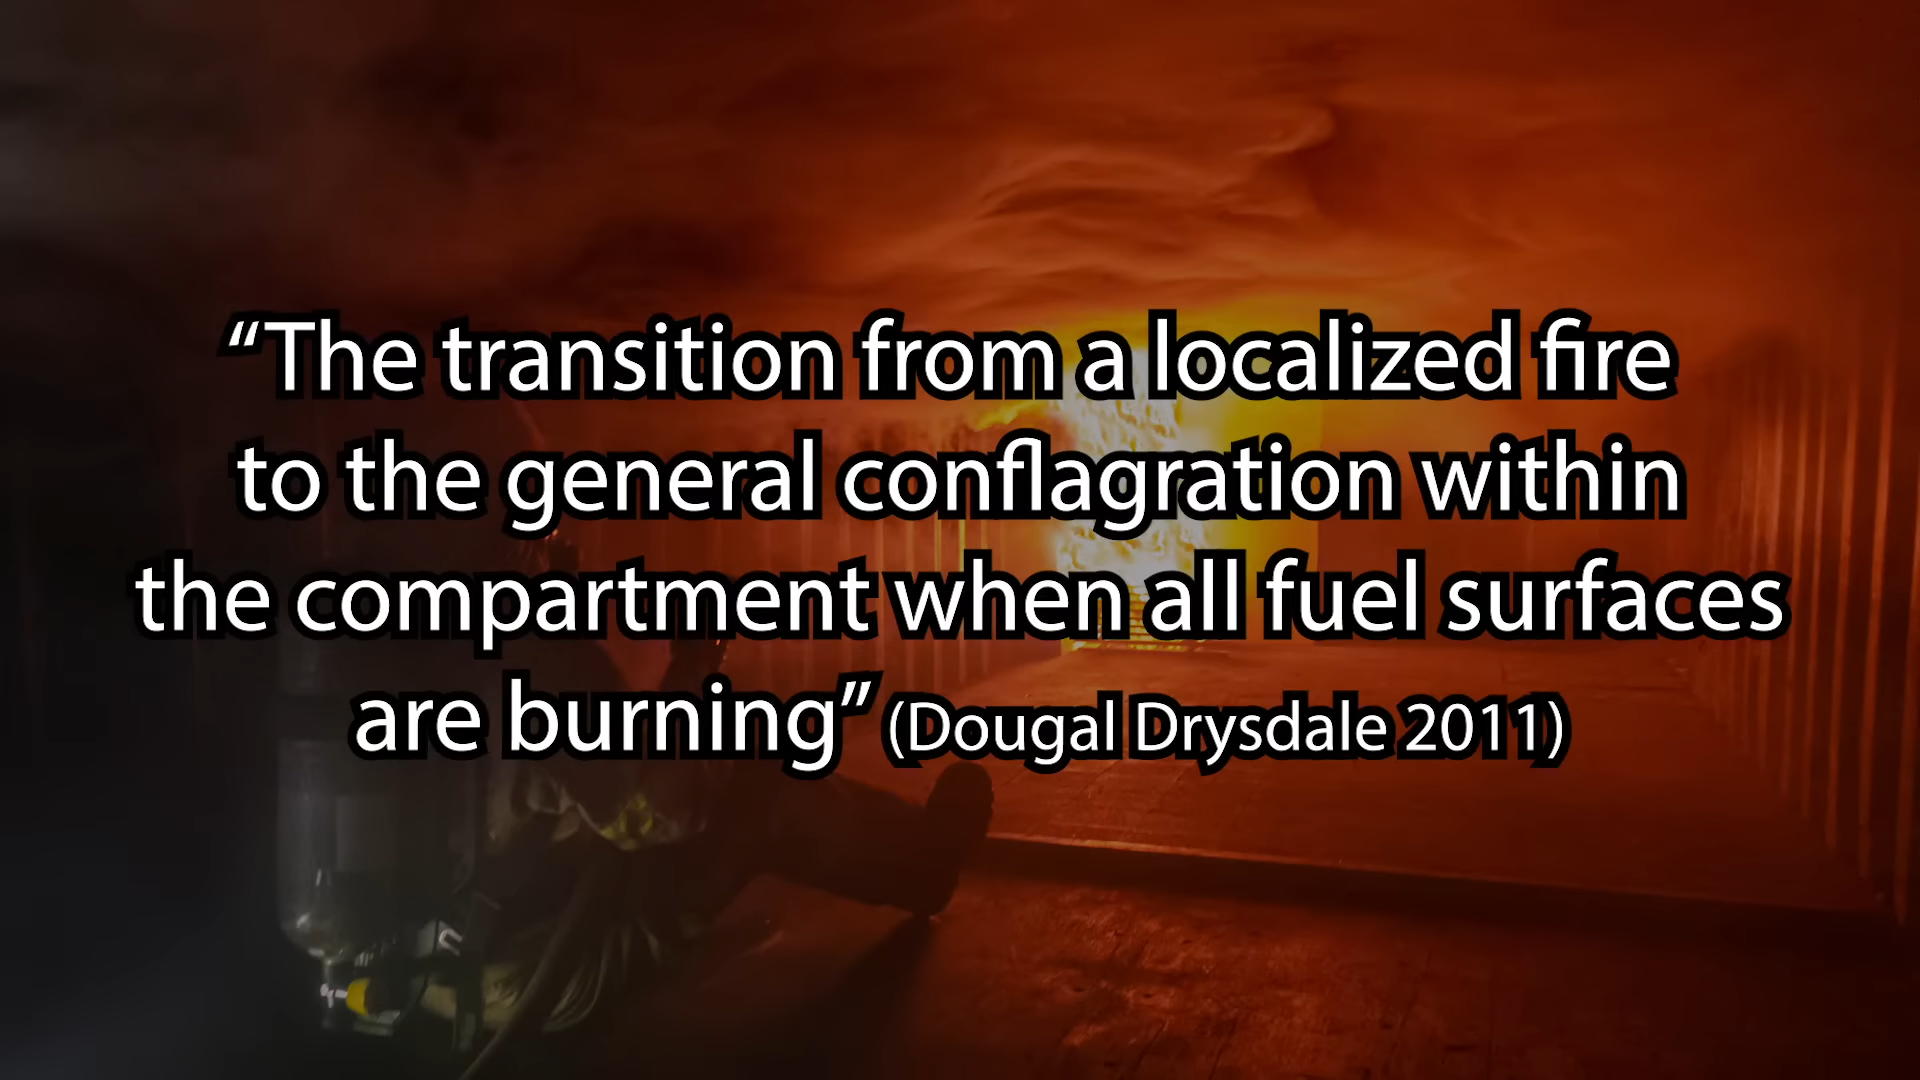 “The transition from a localized fire
to the general conflagration within
the compartment when all fuel surfaces
are burning” (Dougal Drysdale 2011)